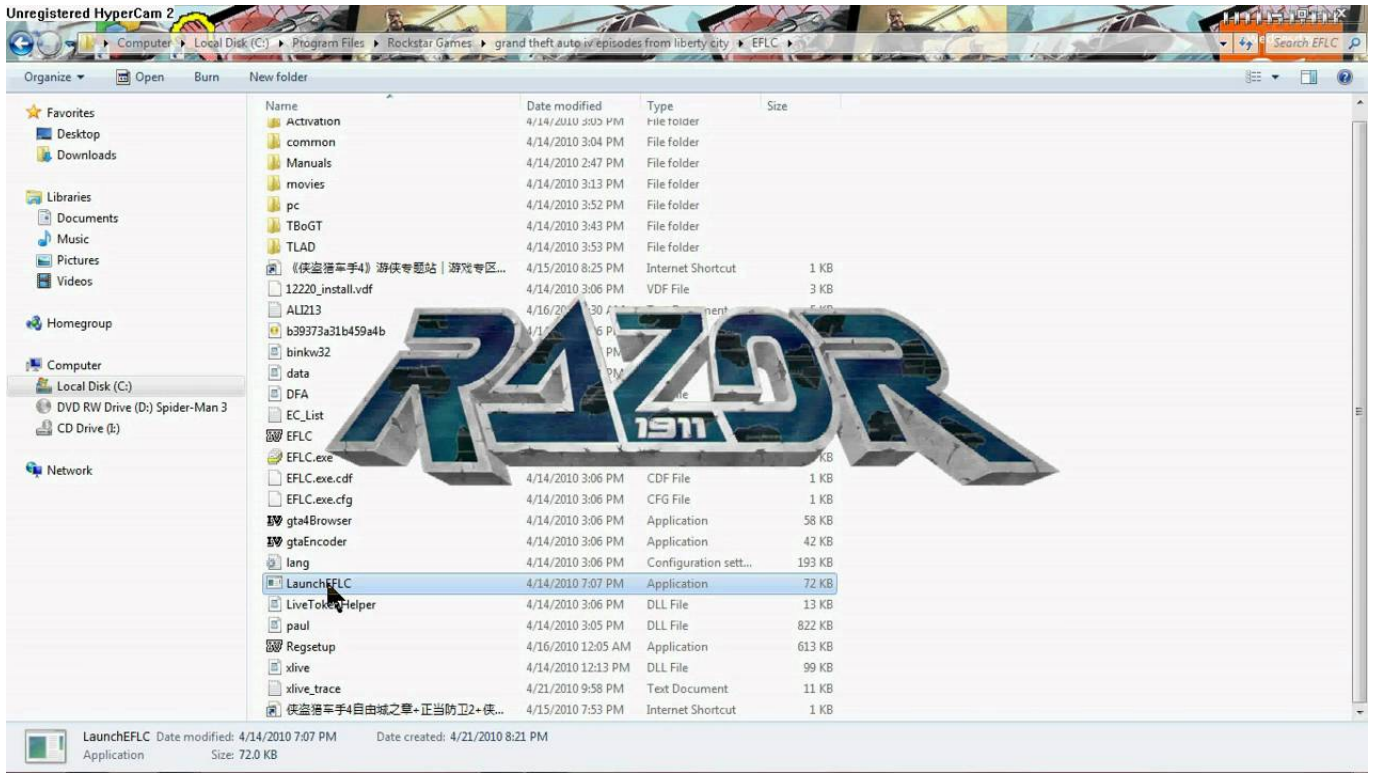 Unregistered HyperCam 2
Computer Local Disk (C:) Program Files Rockstar Games grand theft auto iv episodes from liberty city EFLC Search EFLC
Organize Open Burn New folder
Name Date modified Type Size
Favorites
Desktop
Downloads
Libraries
Documents
Music
Pictures
Videos
Homegroup
Computer
Local Disk (C:)
DVD RW Drive (D:) Spider-Man 3
CD Drive (I:)
Network
Activation 4/14/2010 3:05 PM File folder
common 4/14/2010 3:04 PM File folder
Manuals 4/14/2010 2:47 PM File folder
movies 4/14/2010 3:13 PM File folder
pc 4/14/2010 3:52 PM File folder
TBoGT 4/14/2010 3:43 PM File folder
TLAD 4/14/2010 3:53 PM File folder
《侠盗猎车手4》游侠专题站｜游戏专区... 4/15/2010 8:25 PM Internet Shortcut 1 KB
12220_install.vdf 4/14/2010 3:06 PM VDF File 3 KB
ALI213
b39373a31b459a4b
binkw32
data
DFA
EC_List
EFLC
EFLC.exe
RAZOR
1911
EFLC.exe.cdf 4/14/2010 3:06 PM CDF File 1 KB
EFLC.exe.cfg 4/14/2010 3:06 PM CFG File 1 KB
gta4Browser 4/14/2010 3:06 PM Application 58 KB
gtaEncoder 4/14/2010 3:06 PM Application 42 KB
lang 4/14/2010 3:06 PM Configuration sett... 193 KB
LaunchEFLC 4/14/2010 7:07 PM Application 72 KB
LiveTokenHelper 4/14/2010 3:06 PM DLL File 13 KB
paul 4/14/2010 3:05 PM DLL File 822 KB
Regsetup 4/16/2010 12:05 AM Application 613 KB
xlive 4/14/2010 12:13 PM DLL File 99 KB
xlive_trace 4/21/2010 9:58 PM Text Document 11 KB
侠盗猎车手4自由城之章+正当防卫2+侠... 4/15/2010 7:53 PM Internet Shortcut 1 KB
LaunchEFLC Date modified: 4/14/2010 7:07 PM Date created: 4/21/2010 8:21 PM
Application Size: 72.0 KB